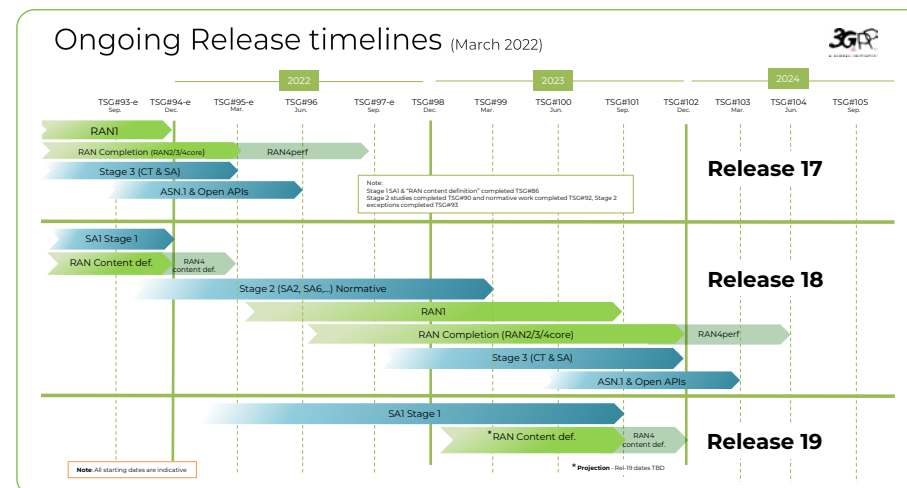 Ongoing Release timelines (March 2022)
3GPP
A GLOBAL INITIATIVE
2022
2023
2024
TSG#93-e TSG#94-e TSG#95-e TSG#96 TSG#97-e TSG#98 TSG#99 TSG#100 TSG#101 TSG#102 TSG#103 TSG#104 TSG#105
Sep. Dec. Mar. Jun. Sep. Dec. Mar. Jun. Sep. Dec. Mar. Jun. Sep.
RAN1
RAN Completion (RAN2/3/4core) RAN4perf
Stage 3 (CT & SA)
ASN.1 & Open APIs
Release 17
Note:
Stage 1 SA1 & "RAN content definition" completed TSG#86
Stage 2 studies completed TSG#90 and normative work completed TSG#92, Stage 2
exceptions completed TSG#93
SA1 Stage 1
RAN Content def.
RAN4
content def.
Stage 2 (SA2, SA6,...) Normative
Release 18
RAN1
RAN Completion (RAN2/3/4core) RAN4perf
Stage 3 (CT & SA)
ASN.1 & Open APIs
SA1 Stage 1
*RAN Content def.
RAN4
content def.
Release 19
Note: All starting dates are indicative
* Projection - Rel-19 dates TBD